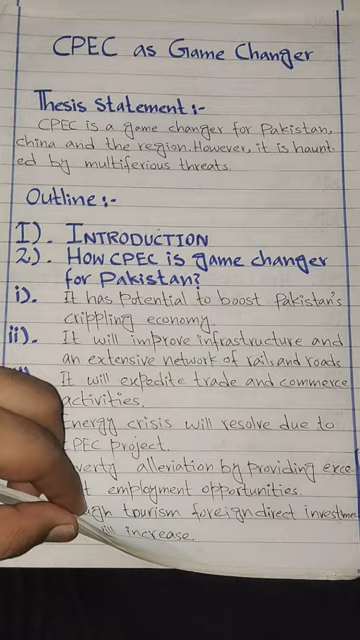 CPEC as Game Changer
Thesis Statement:-
CPEC is a game changer for Pakistan,
china and the region. However, it is haunt-
ed by multiferious threats.
Outline:-
I). INTRODUCTION
2). HOW CPEC is game changer
for Pakistan?
i). It has potential to boost Pakistan's
crippling economy.
ii). It will improve infrastructure and
an extensive network of rails and roads
It will expedite trade and commerce
activities.
Energy crisis will resolve due to
CPEC project.
alleviation by providing
employment opportunities.
tourism foreign direct
increase.